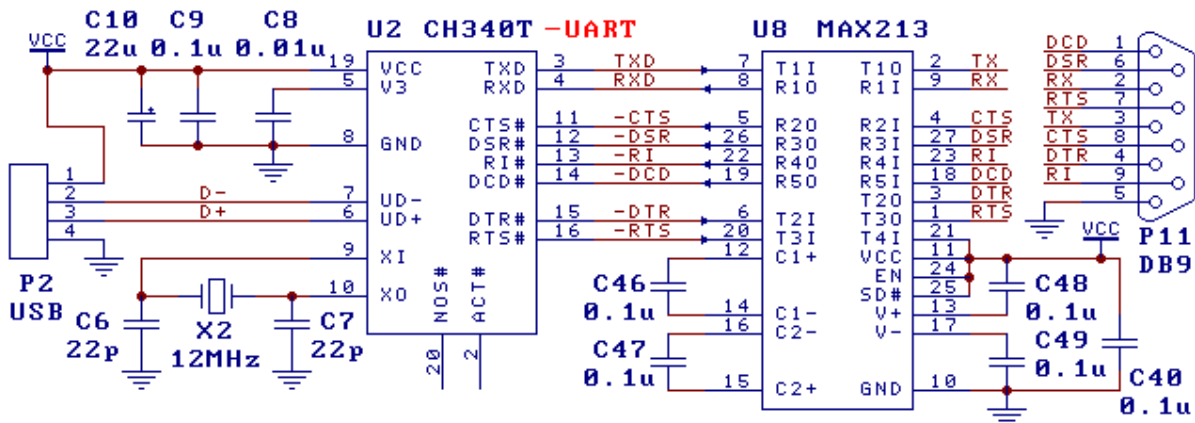 C10 C9 C8
22u 0.1u 0.01u
VCC
U2 CH340T -UART
19 VCC
5 V3
8 GND
7 UD-
6 UD+
9 XI
10 XO
TXD 3 TXD
RXD 4 RXD
CTS# 11 -CTS
DSR# 12 -DSR
RI# 13 -RI
DCD# 14 -DCD
DTR# 15 -DTR
RTS# 16 -RTS
NOS# 20
ACT# 2
1
2 D-
3 D+
4
P2
USB
C6
22p
X2
12MHz
C7
22p
U8 MAX213
7 T1I
8 R1O
5 R2O
26 R3O
22 R4O
19 R5O
6 T2I
20 T3I
12 C1+
14 C1-
16 C2-
15 C2+
T1O 2 TX
R1I 9 RX
R2I 4 CTS
R3I 27 DSR
R4I 23 RI
R5I 18 DCD
T2O 3 DTR
T3O 1 RTS
T4I 21
VCC 11
EN 24
SD# 25
V+ 13
V- 17
GND 10
C46
0.1u
C47
0.1u
DCD 1
DSR 6
RX 2
RTS 7
TX 3
CTS 8
DTR 4
RI 9
5
VCC
P11
DB9
C48
0.1u
C49
0.1u
C40
0.1u